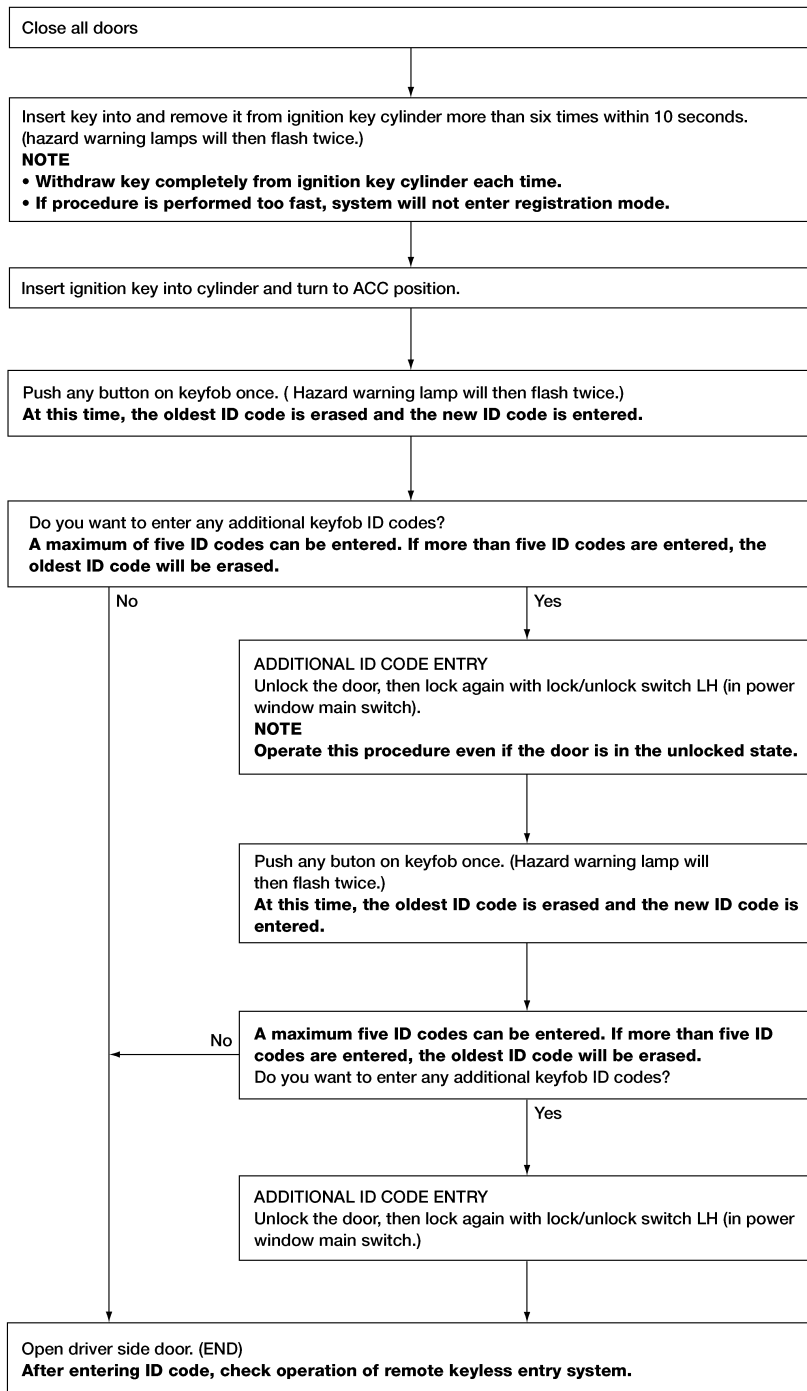 Close all doors
Insert key into and remove it from ignition key cylinder more than six times within 10 seconds.
(hazard warning lamps will then flash twice.)
NOTE
• Withdraw key completely from ignition key cylinder each time.
• If procedure is performed too fast, system will not enter registration mode.
Insert ignition key into cylinder and turn to ACC position.
Push any button on keyfob once. ( Hazard warning lamp will then flash twice.)
At this time, the oldest ID code is erased and the new ID code is entered.
Do you want to enter any additional keyfob ID codes?
A maximum of five ID codes can be entered. If more than five ID codes are entered, the
oldest ID code will be erased.
No
Yes
ADDITIONAL ID CODE ENTRY
Unlock the door, then lock again with lock/unlock switch LH (in power
window main switch).
NOTE
Operate this procedure even if the door is in the unlocked state.
Push any buton on keyfob once. (Hazard warning lamp will
then flash twice.)
At this time, the oldest ID code is erased and the new ID code is
entered.
No
A maximum five ID codes can be entered. If more than five ID
codes are entered, the oldest ID code will be erased.
Do you want to enter any additional keyfob ID codes?
Yes
ADDITIONAL ID CODE ENTRY
Unlock the door, then lock again with lock/unlock switch LH (in power
window main switch.)
Open driver side door. (END)
After entering ID code, check operation of remote keyless entry system.